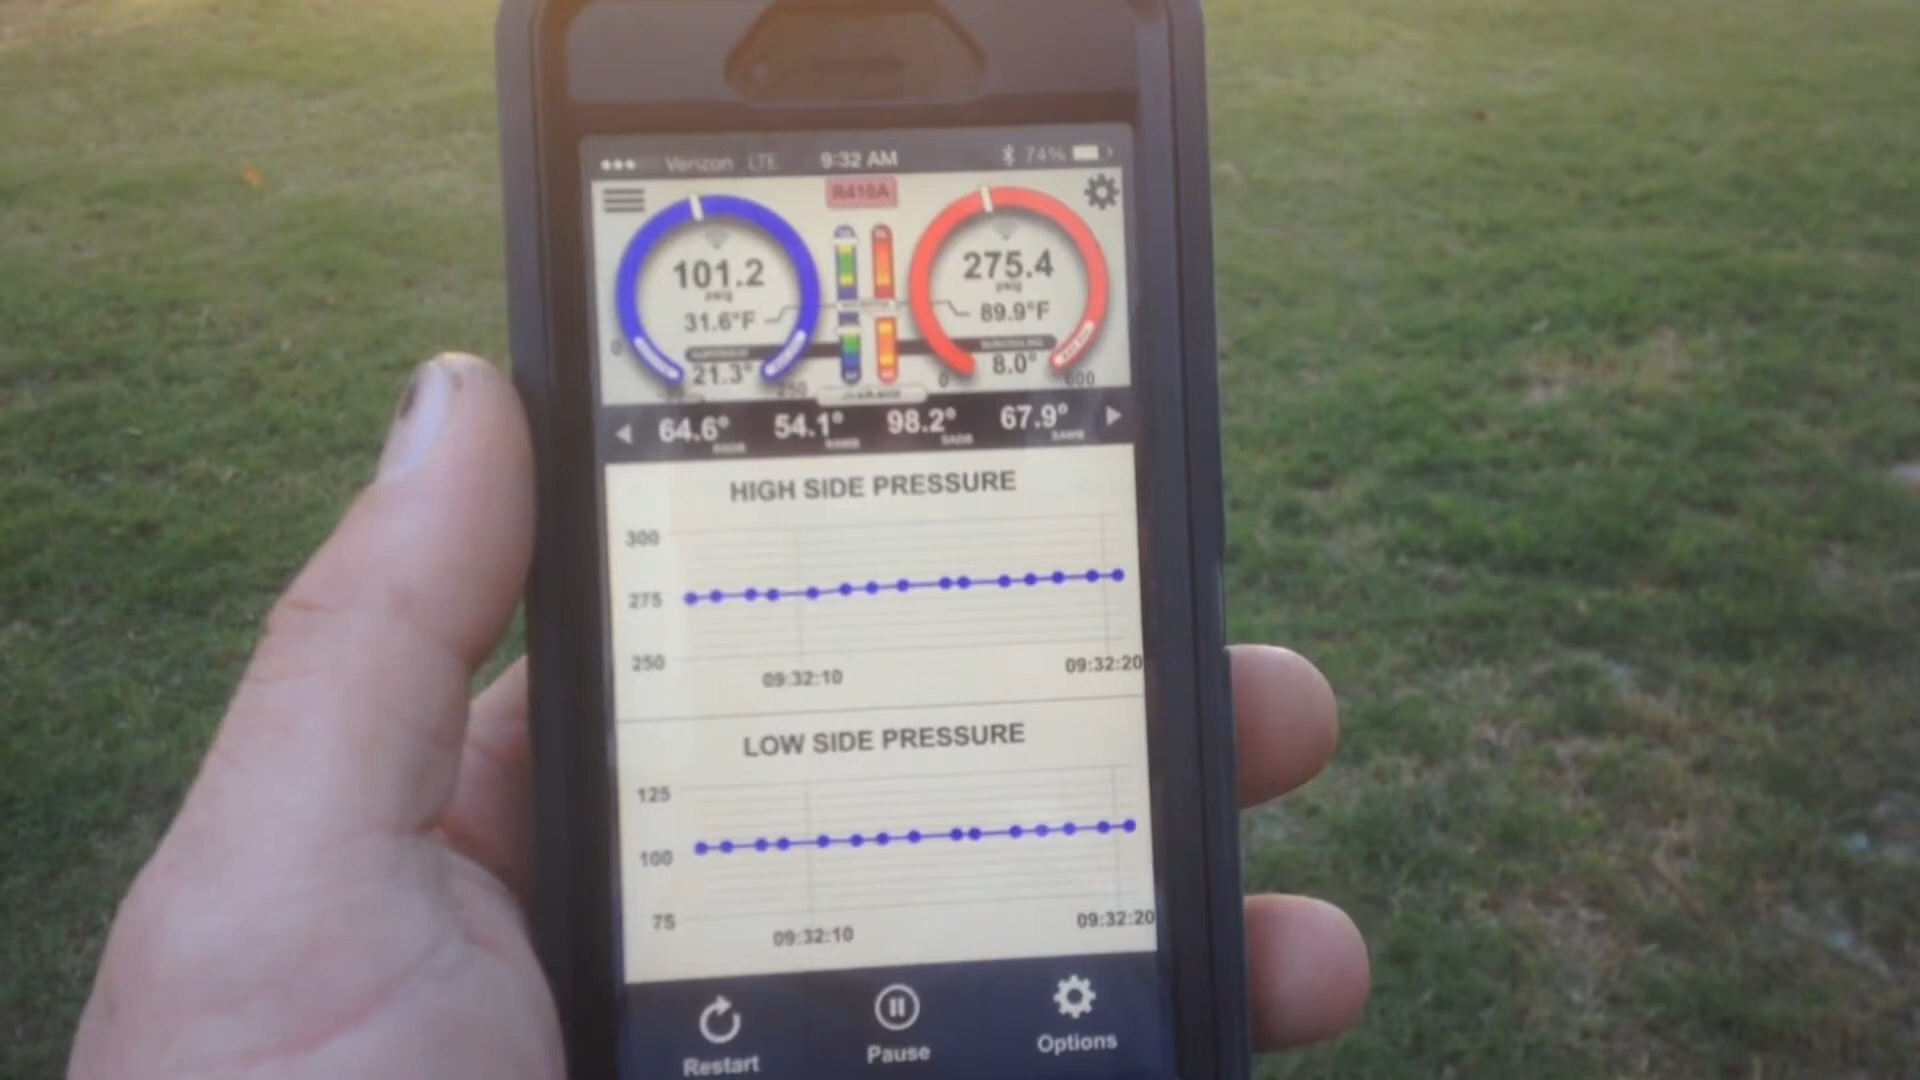 Verizon LTE 9:32 AM 74%
R410A
101.2 275.4
psig psig
31.6°F 89.9°F
21.3° 8.0°
0 0 600
64.6° 54.1° 98.2° 67.9°
HIGH SIDE PRESSURE
300
275
250
09:32:10 09:32:20
LOW SIDE PRESSURE
125
100
75
09:32:10 09:32:20
Restart Pause Options